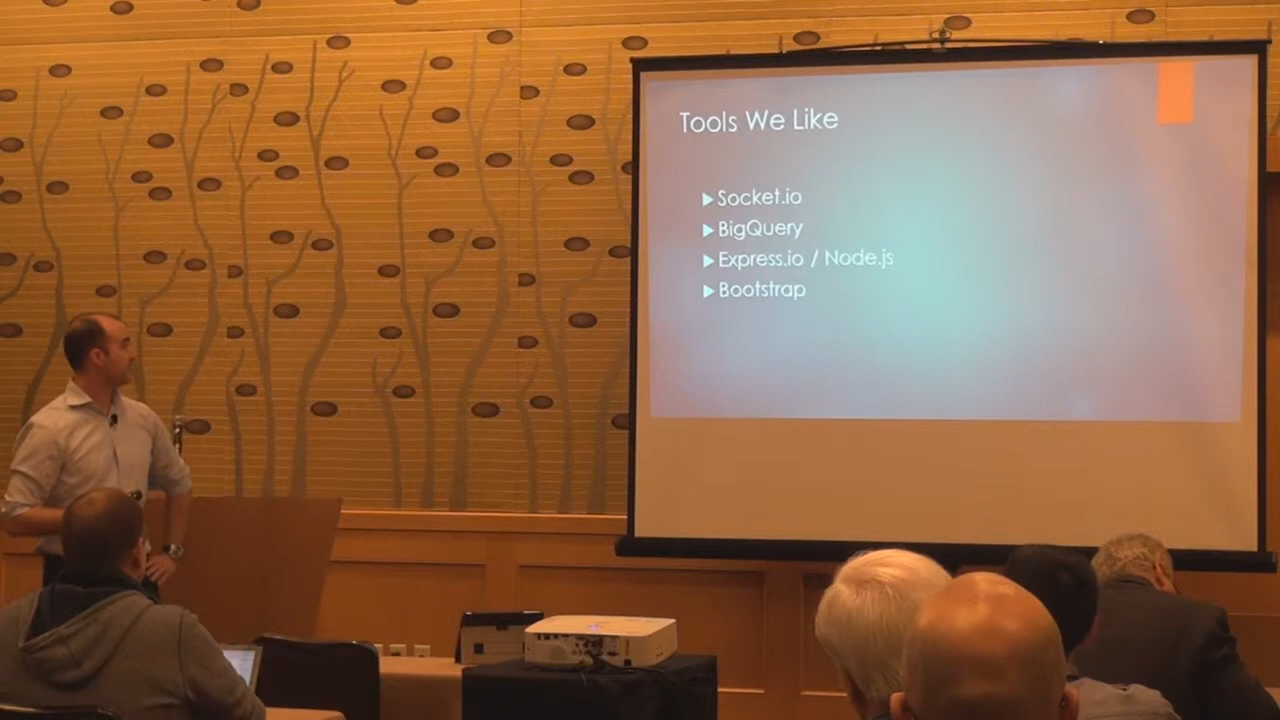 Tools We Like
Socket.io
BigQuery
Express.io / Node.js
Bootstrap